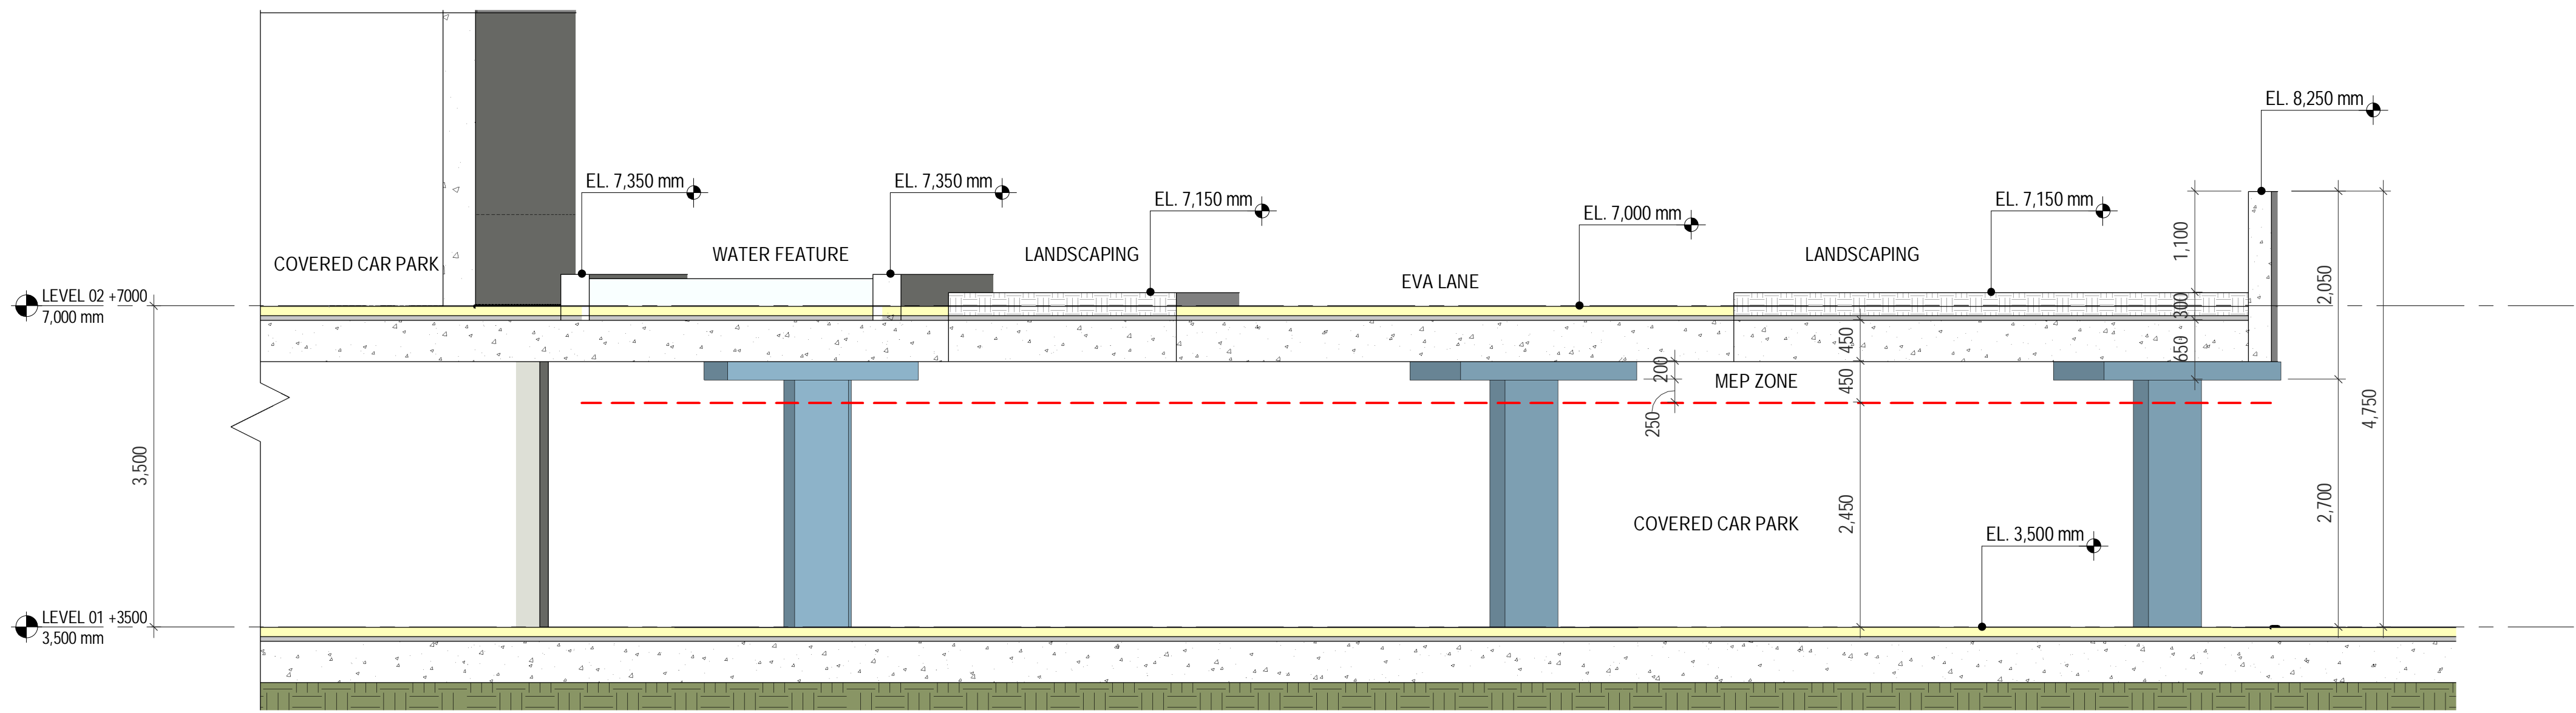 EL. 8,250 mm
EL. 7,350 mm
EL. 7,350 mm
EL. 7,150 mm
EL. 7,000 mm
EL. 7,150 mm
COVERED CAR PARK
WATER FEATURE
LANDSCAPING
EVA LANE
LANDSCAPING
1,100
2,050
LEVEL 02 +7000
7,000 mm
300
450
650
200
MEP ZONE
450
250
4,750
3,500
2,450
COVERED CAR PARK
2,700
EL. 3,500 mm
LEVEL 01 +3500
3,500 mm